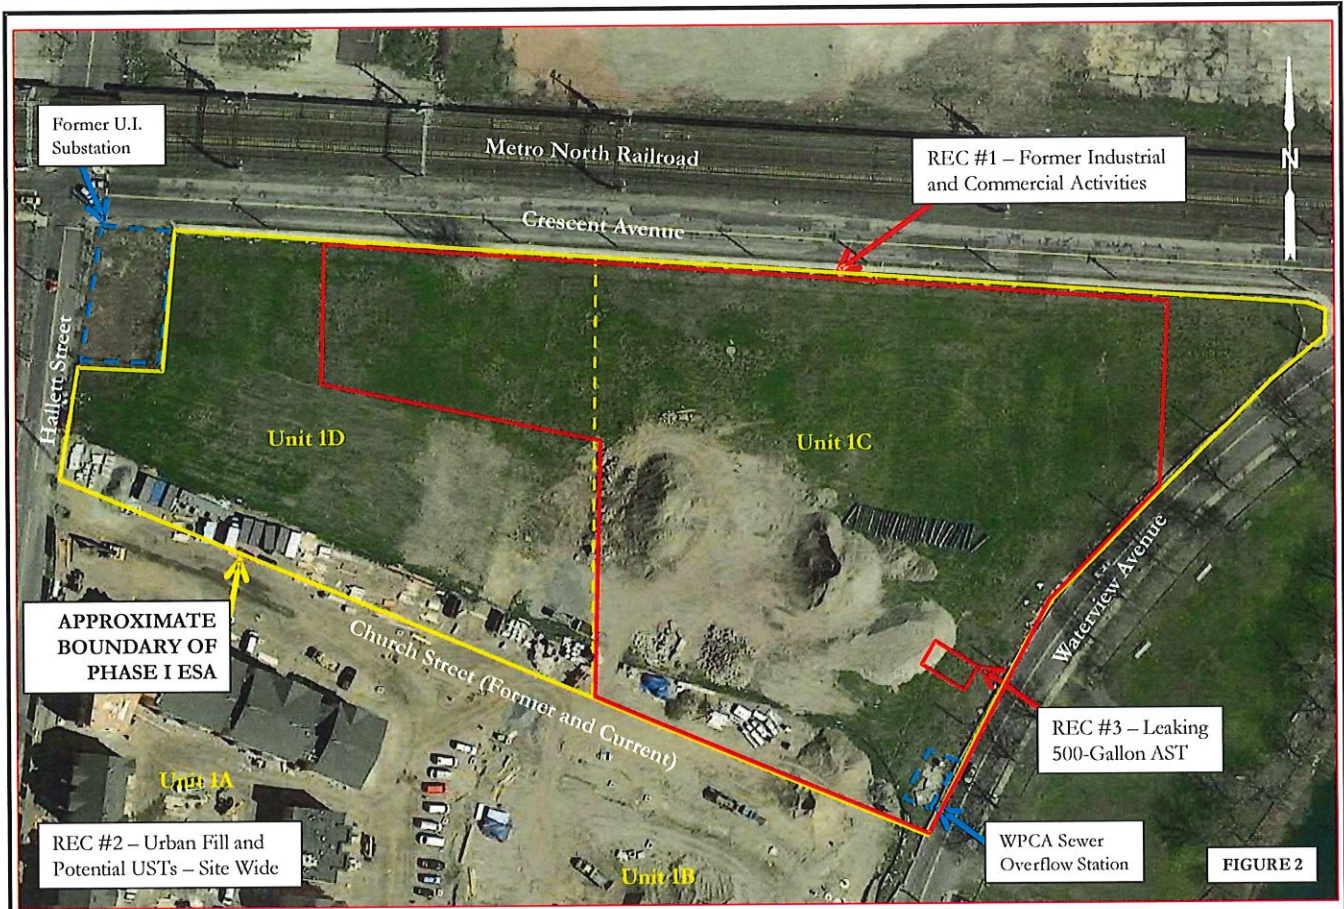 Former U.I.
Substation
Metro North Railroad
REC #1 – Former Industrial
and Commercial Activities
N
Crescent Avenue
Hallett Street
Unit 1D
Unit 1C
Waterview Avenue
APPROXIMATE
BOUNDARY OF
PHASE I ESA
Church Street (Former and Current)
REC #3 – Leaking
500-Gallon AST
Unit 1A
REC #2 – Urban Fill and
Potential USTs – Site Wide
Unit 1B
WPCA Sewer
Overflow Station
FIGURE 2